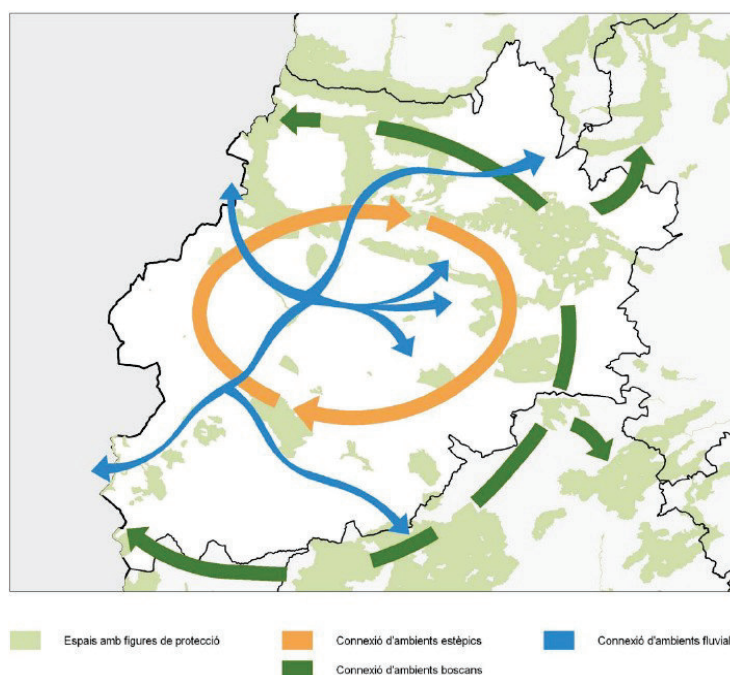 Espais amb figures de protecció
Connexió d'ambients estèpics
Connexió d'ambients fluvial
Connexió d'ambients boscans